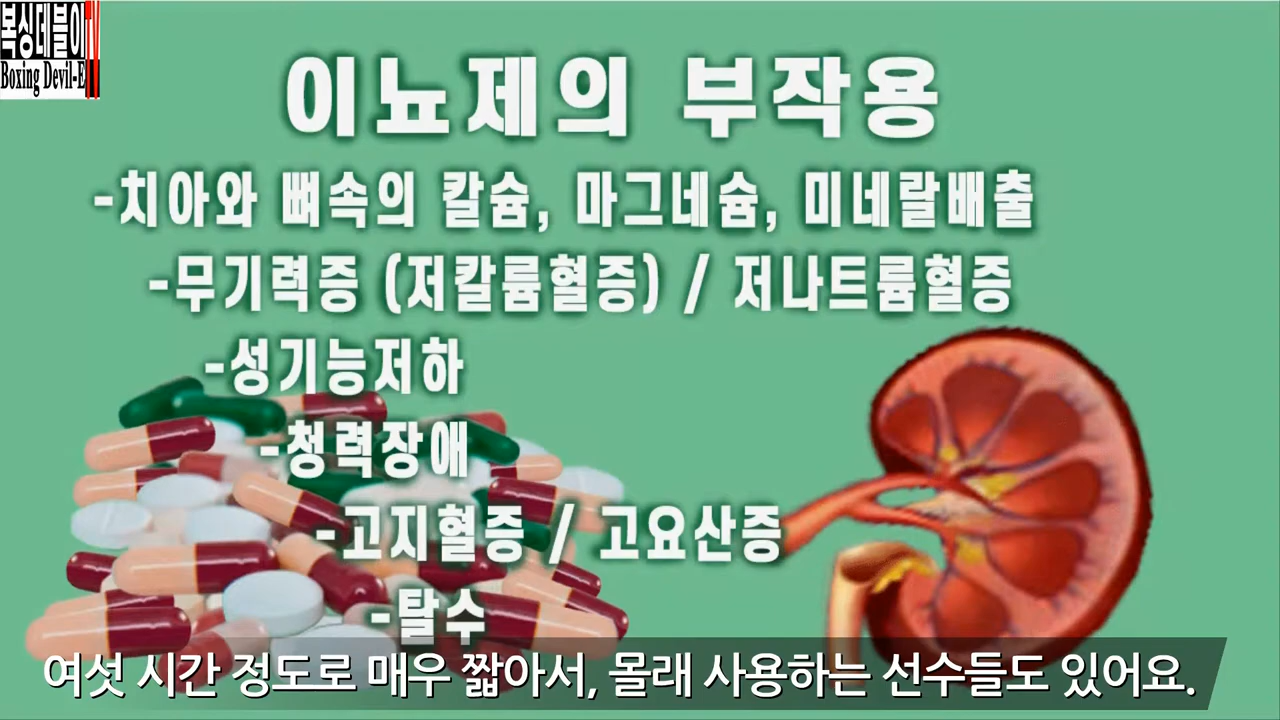 복싱데블이TV
Boxing Devil-E
이뇨제의 부작용
-치아와 뼈속의 칼슘, 마그네슘, 미네랄배출
-무기력증 (저칼륨혈증) / 저나트륨혈증
-성기능저하
-청력장애
-고지혈증 / 고요산증
-탈수
여섯 시간 정도로 매우 짧아서, 몰래 사용하는 선수들도 있어요.